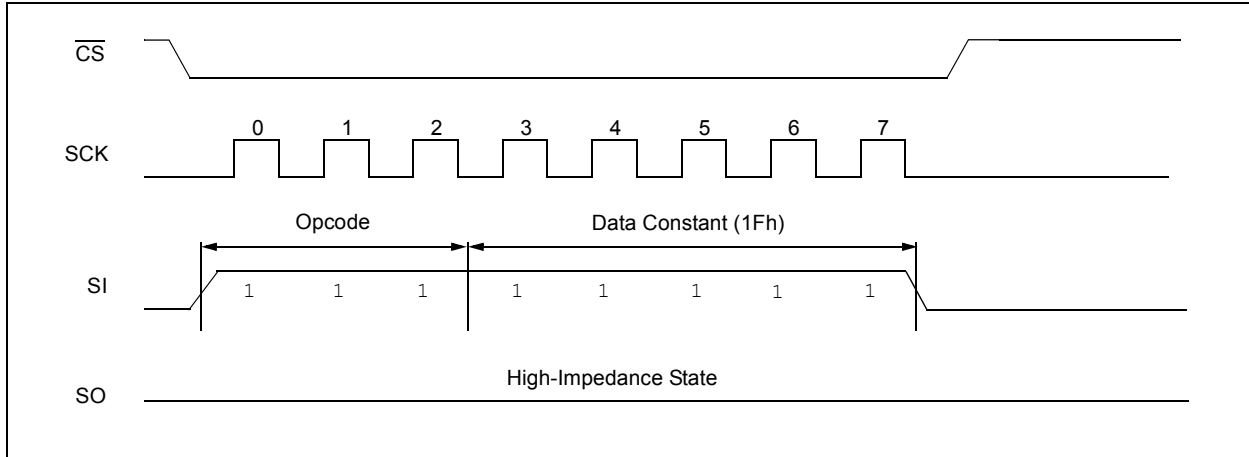 CS
SCK
0 1 2 3 4 5 6 7
Opcode
Data Constant (1Fh)
SI
1 1 1 1 1 1 1 1
High-Impedance State
SO